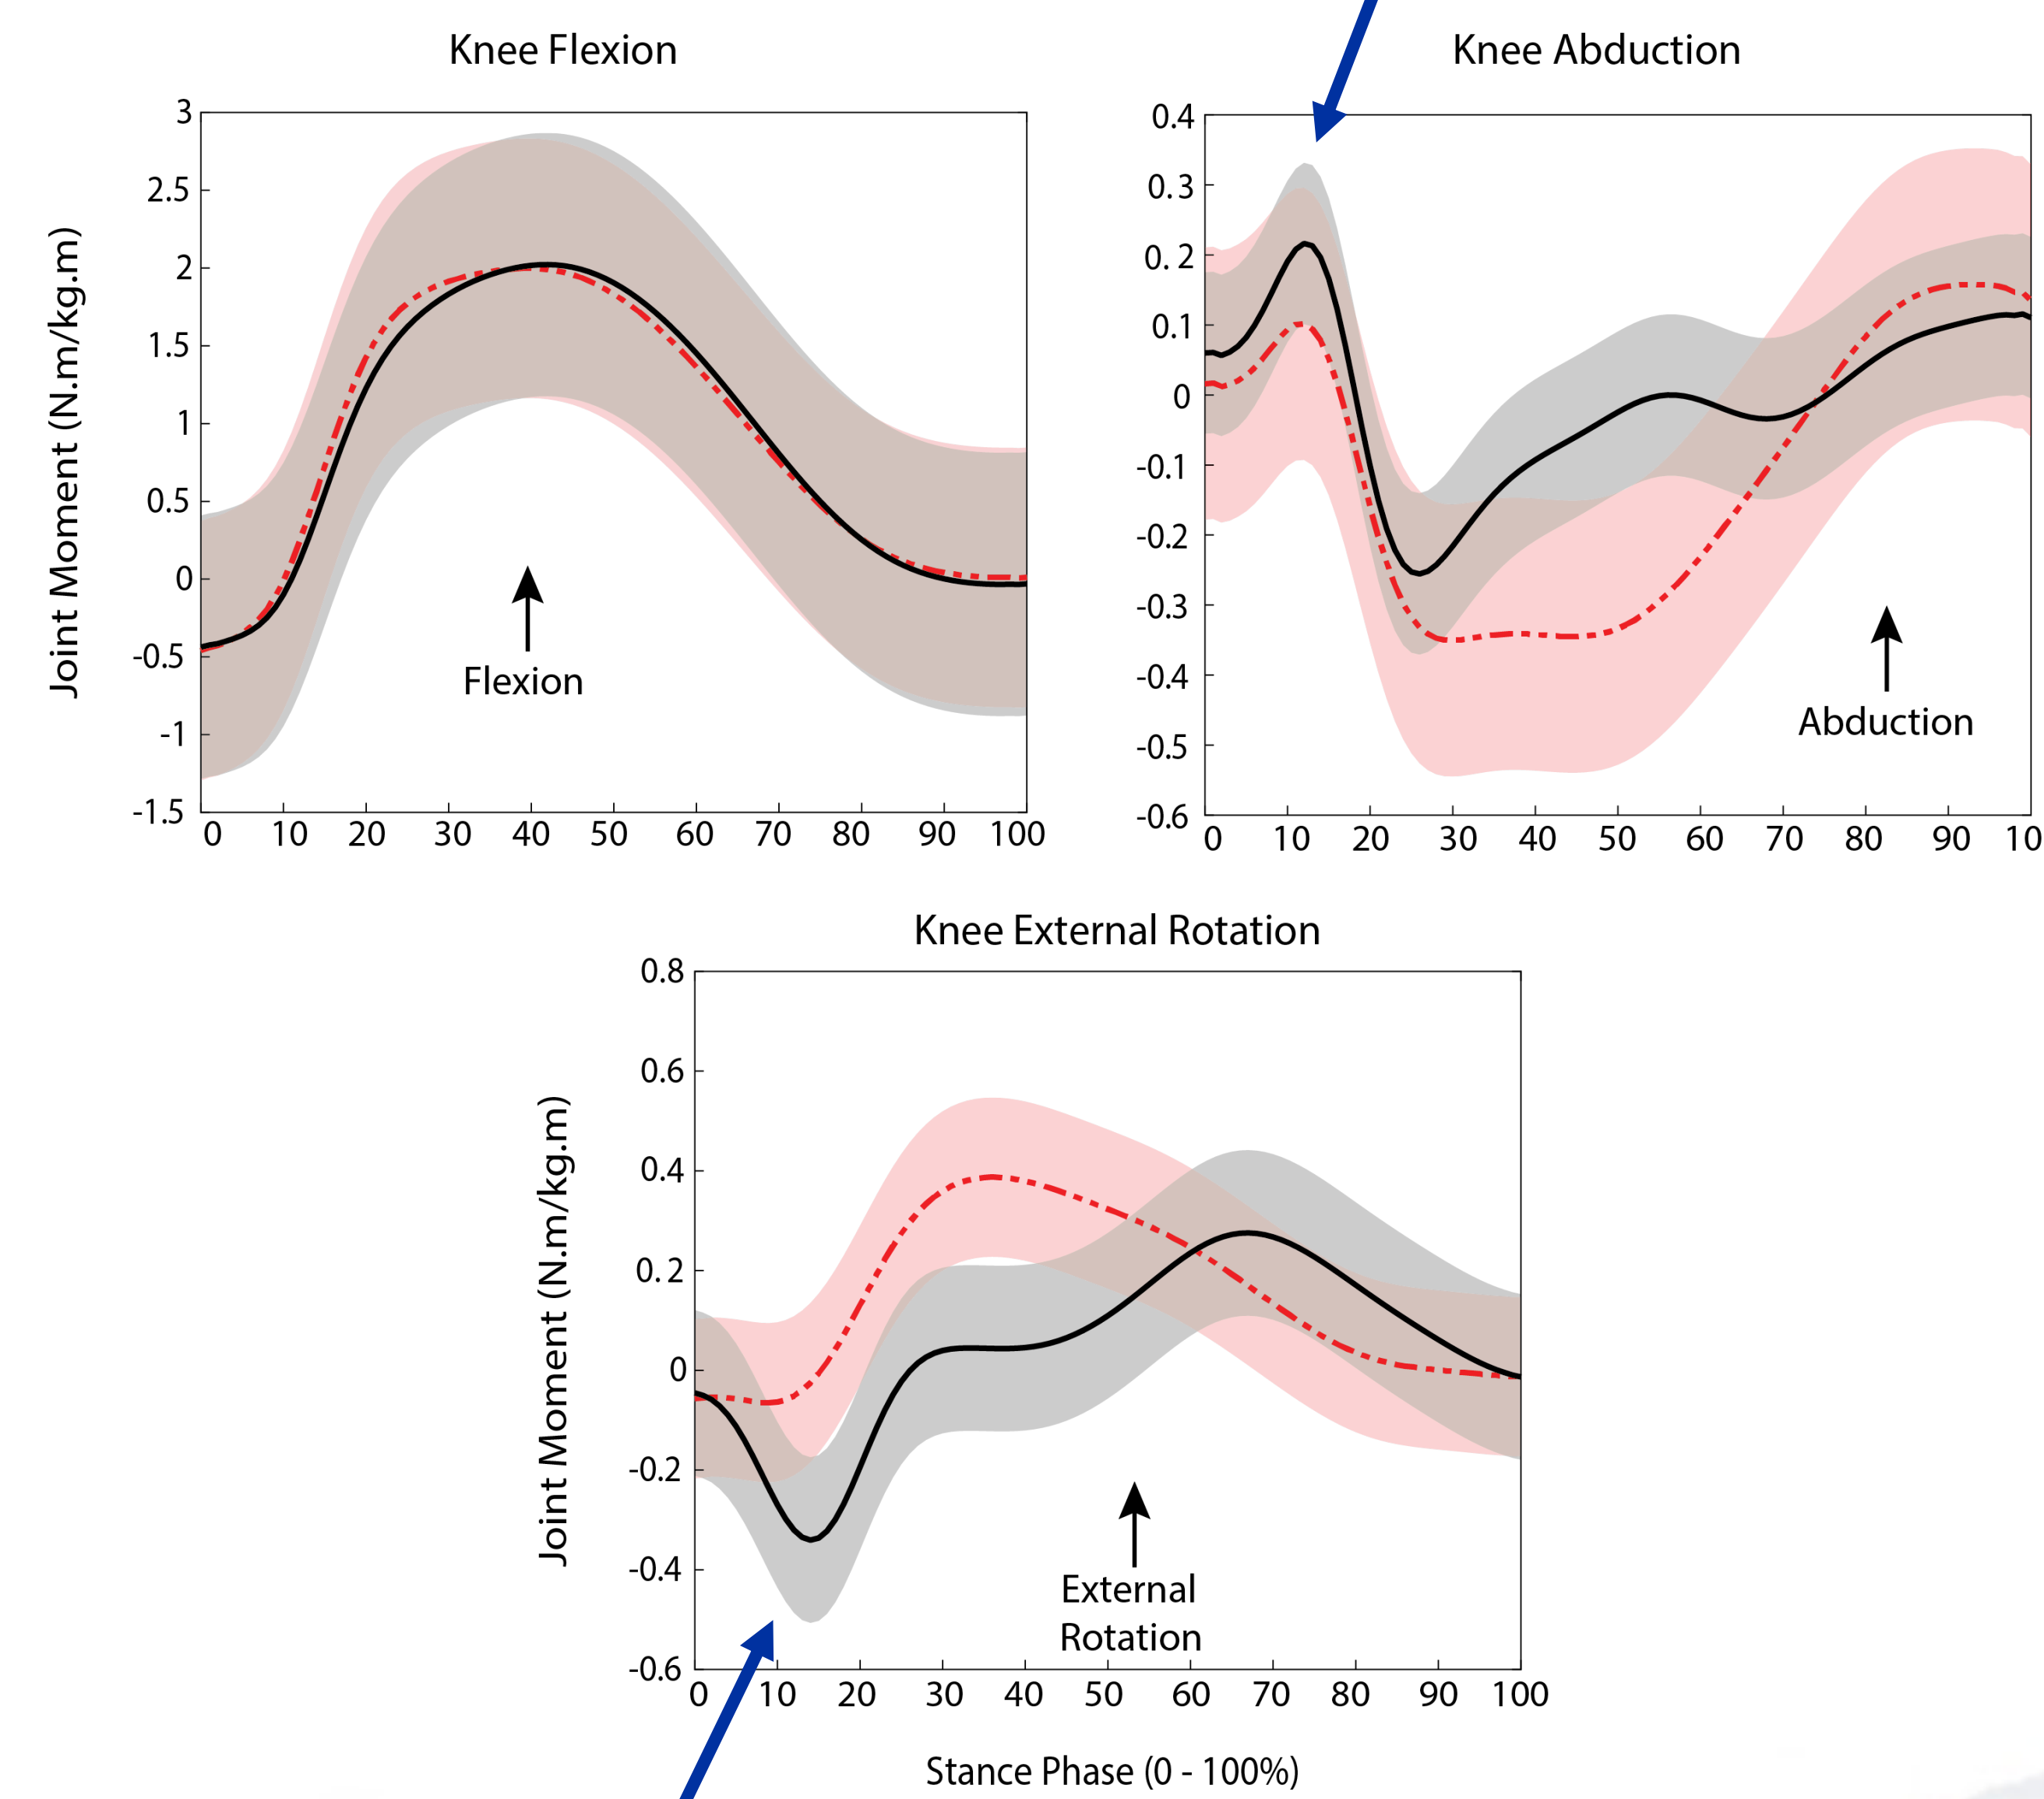 Knee Flexion
Joint Moment (N.m/kg.m)
3
2.5
2
1.5
1
0.5
0
-0.5
-1
-1.5
Flexion
0 10 20 30 40 50 60 70 80 90 100
Knee Abduction
0.4
0.3
0.2
0.1
0
-0.1
-0.2
-0.3
-0.4
-0.5
-0.6
Abduction
0 10 20 30 40 50 60 70 80 90 10
Knee External Rotation
Joint Moment (N.m/kg.m)
0.8
0.6
0.4
0.2
0
-0.2
-0.4
-0.6
External
Rotation
0 10 20 30 40 50 60 70 80 90 100
Stance Phase (0 - 100%)